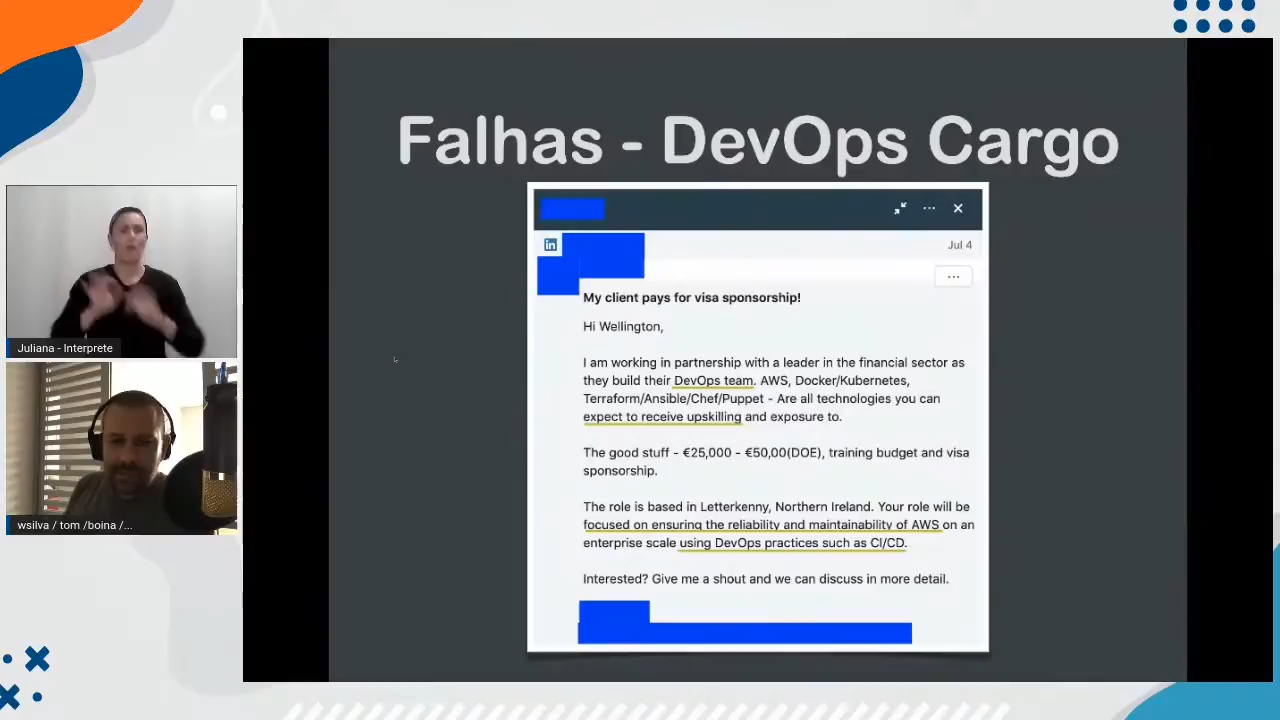 Falhas - DevOps Cargo
in
Jul 4
My client pays for visa sponsorship!
Hi Wellington,
I am working in partnership with a leader in the financial sector as
they build their DevOps team. AWS, Docker/Kubernetes,
Terraform/Ansible/Chef/Puppet - Are all technologies you can
expect to receive upskilling and exposure to.
The good stuff - €25,000 - €50,00(DOE), training budget and visa
sponsorship.
The role is based in Letterkenny, Northern Ireland. Your role will be
focused on ensuring the reliability and maintainability of AWS on an
enterprise scale using DevOps practices such as CI/CD.
Interested? Give me a shout and we can discuss in more detail.
Juliana - Interprete
wsilva / tom /boina /...